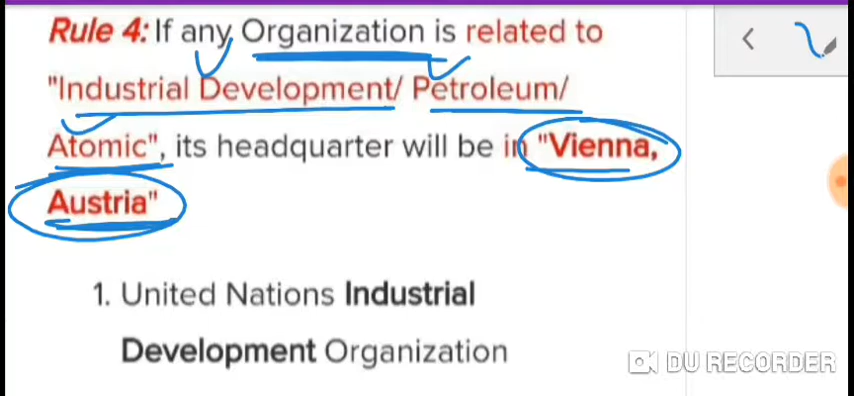 Rule 4: If any Organization is related to
"Industrial Development/ Petroleum/
Atomic", its headquarter will be in "Vienna,
Austria"
1. United Nations Industrial
Development Organization
DU RECORDER